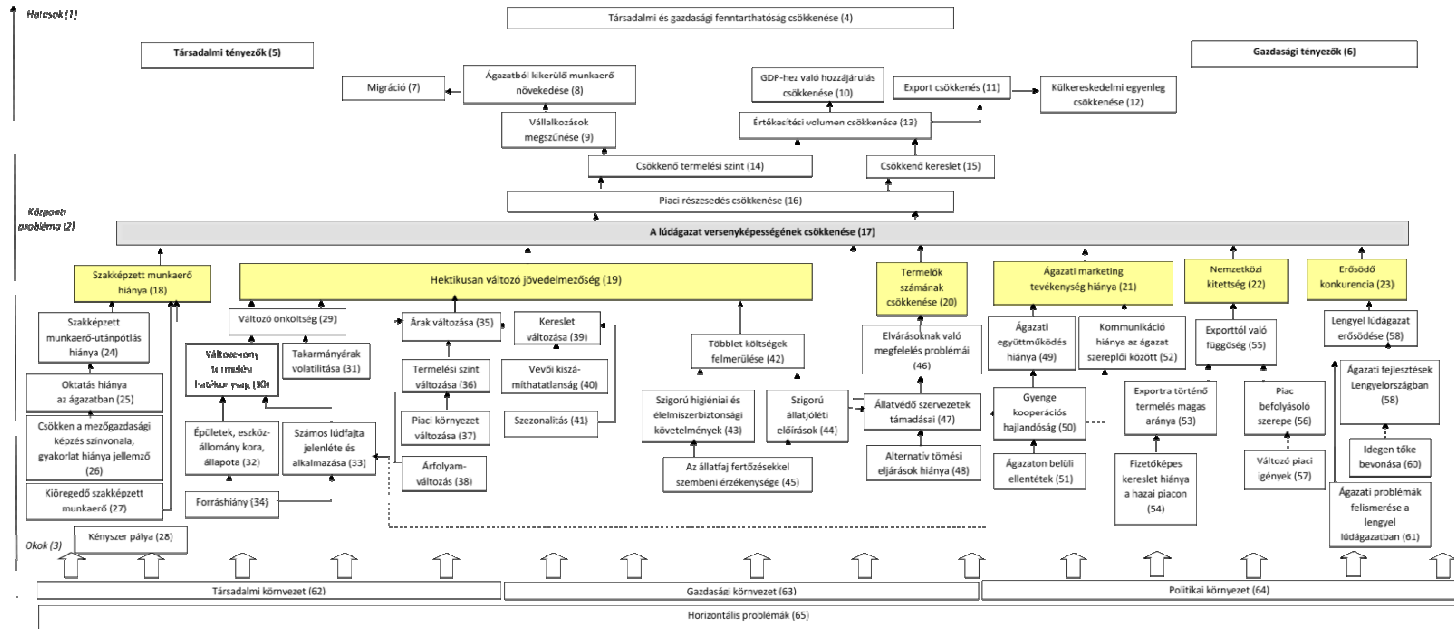 Hatások (1)
Társadalmi és gazdasági fenntarthatóság csökkenése (4)
Társadalmi tényezők (5)
Gazdasági tényezők (6)
Migráció (7)
Ágazatból kikerülő munkaerő
növekedése (8)
GDP-hez való hozzájárulás
csökkenése (10)
Export csökkenés (11)
Külkereskedelmi egyenleg
csökkenése (12)
Vállalkozások
megszűnése (9)
Értékesítési volumen csökkenése (13)
Csökkenő termelési szint (14)
Csökkenő kereslet (15)
Piaci részesedés csökkenése (16)
Központi
probléma (2)
A lúdágazat versenyképességének csökkenése (17)
Szakképzett munkaerő
hiánya (18)
Hektikusan változó jövedelmezőség (19)
Termelők
számának
csökkenése (20)
Ágazati marketing
tevékenység hiánya (21)
Nemzetközi
kitettség (22)
Erősödő
konkurencia (23)
Szakképzett
munkaerő-utánpótlás
hiánya (24)
Változó önköltség (29)
Árak változása (35)
Kereslet
változása (39)
Többlet költségek
felmerülése (42)
Elvárásoknak való
megfelelés problémái
(46)
Ágazati
együttműködés
hiánya (49)
Kommunikáció
hiánya az ágazat
szereplői között (52)
Exporttól való
függőség (55)
Lengyel lúdágazat
erősödése (58)
Változékony
termelési
hatékonyság (30)
Takarmányárak
volatilitása (31)
Termelési szint
változása (36)
Vevői kiszá-
míthatatlanság (40)
Oktatás hiánya
az ágazatban (25)
Ágazati fejlesztések
Lengyelországban
(58)
Csökken a mezőgazdasági
képzés színvonala,
gyakorlat hiánya jellemző
(26)
Épületek, eszköz-
állomány kora,
állapota (32)
Számos lúdfajta
jelenléte és
alkalmazása (33)
Piaci környezet
változása (37)
Szezonalitás (41)
Szigorú higiéniai és
élelmiszerbiztonsági
követelmények (43)
Szigorú
állatjóléti
előírások (44)
Állatvédő szervezetek
támadásai (47)
Gyenge
kooperációs
hajlandóság (50)
Exportra történő
termelés magas
aránya (53)
Piac
befolyásoló
szerepe (56)
Kiöregedő szakképzett
munkaerő (27)
Forráshiány (34)
Árfolyam-
változás (38)
Az állatfaj fertőzésekkel
szembeni érzékenysége (45)
Alternatív tömési
eljárások hiánya (48)
Ágazaton belüli
ellentétek (51)
Fizetőképes
kereslet hiánya
a hazai piacon
(54)
Változó piaci
igények (57)
Idegen tőke
bevonása (60)
Ágazati problémák
felismerése a
lengyel
lúdágazatban (61)
Kényszer pálya (28)
Okok (3)
Társadalmi környezet (62)
Gazdasági környezet (63)
Politikai környezet (64)
Horizontális problémák (65)